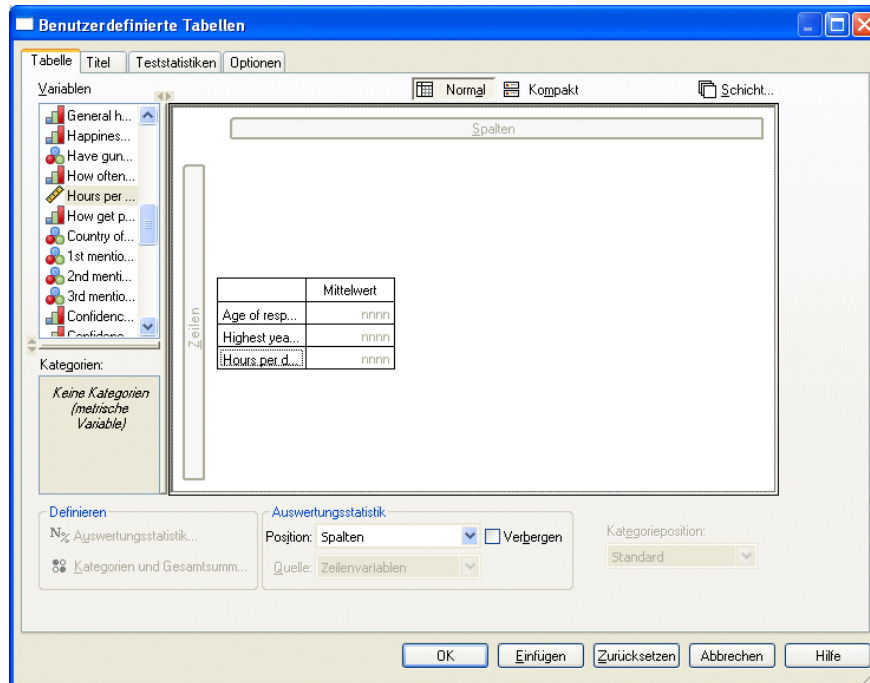 Benutzerdefinierte Tabellen
Tabelle Titel Teststatistiken Optionen
Variablen
Normal Kompakt Schicht...
General h...
Happines...
Have gun...
How often...
Hours per ...
How get p...
Country of...
1st mentio...
2nd menti...
3rd mentio...
Confidenc...
Confidenc...
Kategorien:
Keine Kategorien
(metrische
Variable)
Spalten
Zeilen
Mittelwert
Age of resp... nnnn
Highest yea... nnnn
Hours per d... nnnn
Definieren
N% Auswertungsstatistik...
Kategorien und Gesamtsumm...
Auswertungsstatistik
Position: Spalten Verbergen
Quelle: Zeilenvariablen
Kategorieposition:
Standard
OK Einfügen Zurücksetzen Abbrechen Hilfe